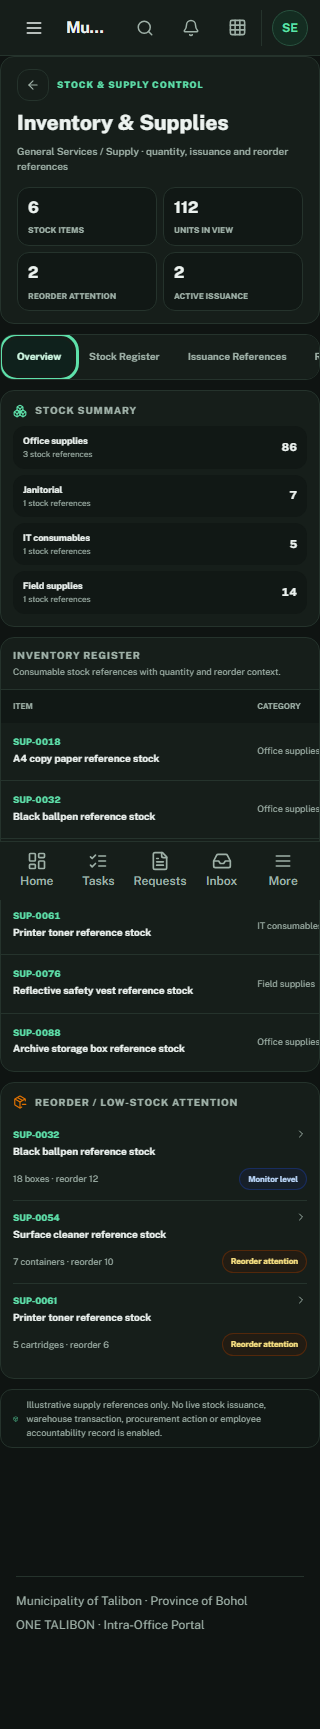 Mu...
SE
STOCK & SUPPLY CONTROL
Inventory & Supplies
General Services / Supply · quantity, issuance and reorder
references
6
STOCK ITEMS
112
UNITS IN VIEW
2
REORDER ATTENTION
2
ACTIVE ISSUANCE
Overview
Stock Register
Issuance References
STOCK SUMMARY
Office supplies
3 stock references
86
Janitorial
1 stock references
7
IT consumables
1 stock references
5
Field supplies
1 stock references
14
INVENTORY REGISTER
Consumable stock references with quantity and reorder context.
ITEM
CATEGORY
SUP-0018
A4 copy paper reference stock
Office supplies
SUP-0032
Black ballpen reference stock
Office supplies
Home
Tasks
Requests
Inbox
More
SUP-0061
Printer toner reference stock
IT consumables
SUP-0076
Reflective safety vest reference stock
Field supplies
SUP-0088
Archive storage box reference stock
Office supplies
REORDER / LOW-STOCK ATTENTION
SUP-0032
Black ballpen reference stock
18 boxes · reorder 12
Monitor level
SUP-0054
Surface cleaner reference stock
7 containers · reorder 10
Reorder attention
SUP-0061
Printer toner reference stock
5 cartridges · reorder 6
Reorder attention
Illustrative supply references only. No live stock issuance,
warehouse transaction, procurement action or employee
accountability record is enabled.
Municipality of Talibon · Province of Bohol
ONE TALIBON · Intra-Office Portal